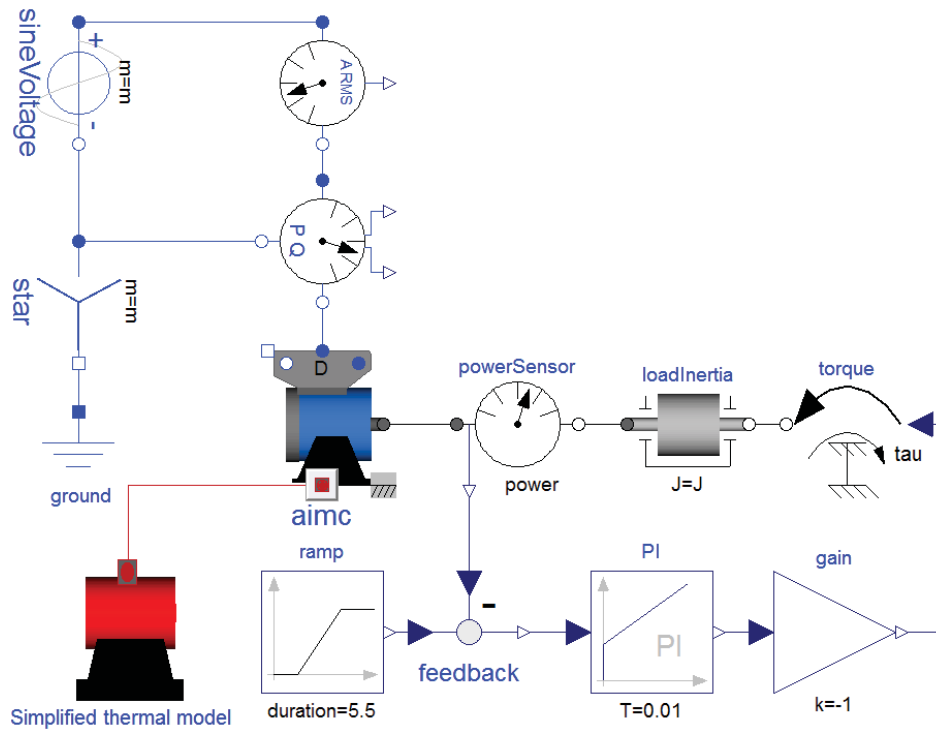 sineVoltage
+
m=m
-
ARMS
P Q
star
m=m
D
powerSensor
loadInertia
torque
tau
power
J=J
ground
aimc
ramp
PI
gain
-
PI
feedback
Simplified thermal model
duration=5.5
T=0.01
k=-1